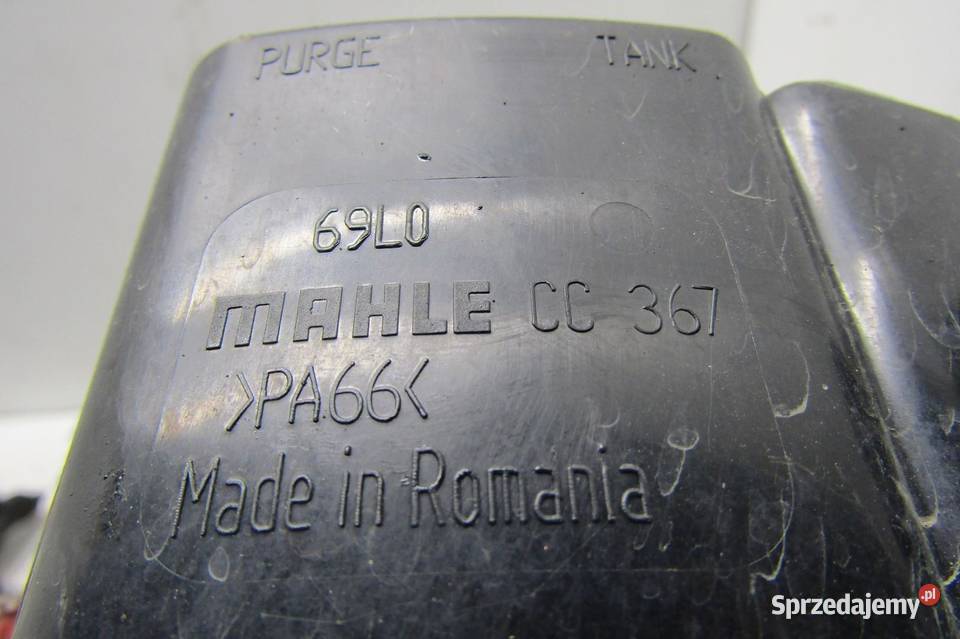 PURGE TANK
69L0
MAHLE CC 367
>PA66<
Made in Romania
Sprzedajemy.pl